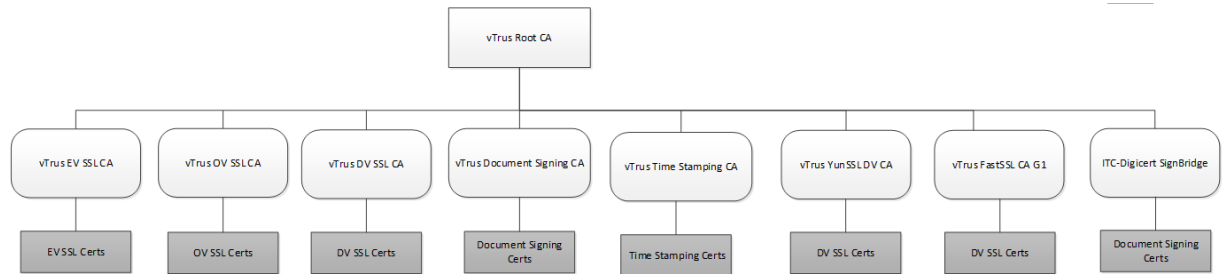 vTrus Root CA
vTrus EV SSL CA
vTrus OV SSL CA
vTrus DV SSL CA
vTrus Document Signing CA
vTrus Time Stamping CA
vTrus YunSSL DV CA
vTrus FastSSL CA G1
ITC-Digicert SignBridge
EV SSL Certs
OV SSL Certs
DV SSL Certs
Document Signing
Certs
Time Stamping Certs
DV SSL Certs
DV SSL Certs
Document Signing
Certs